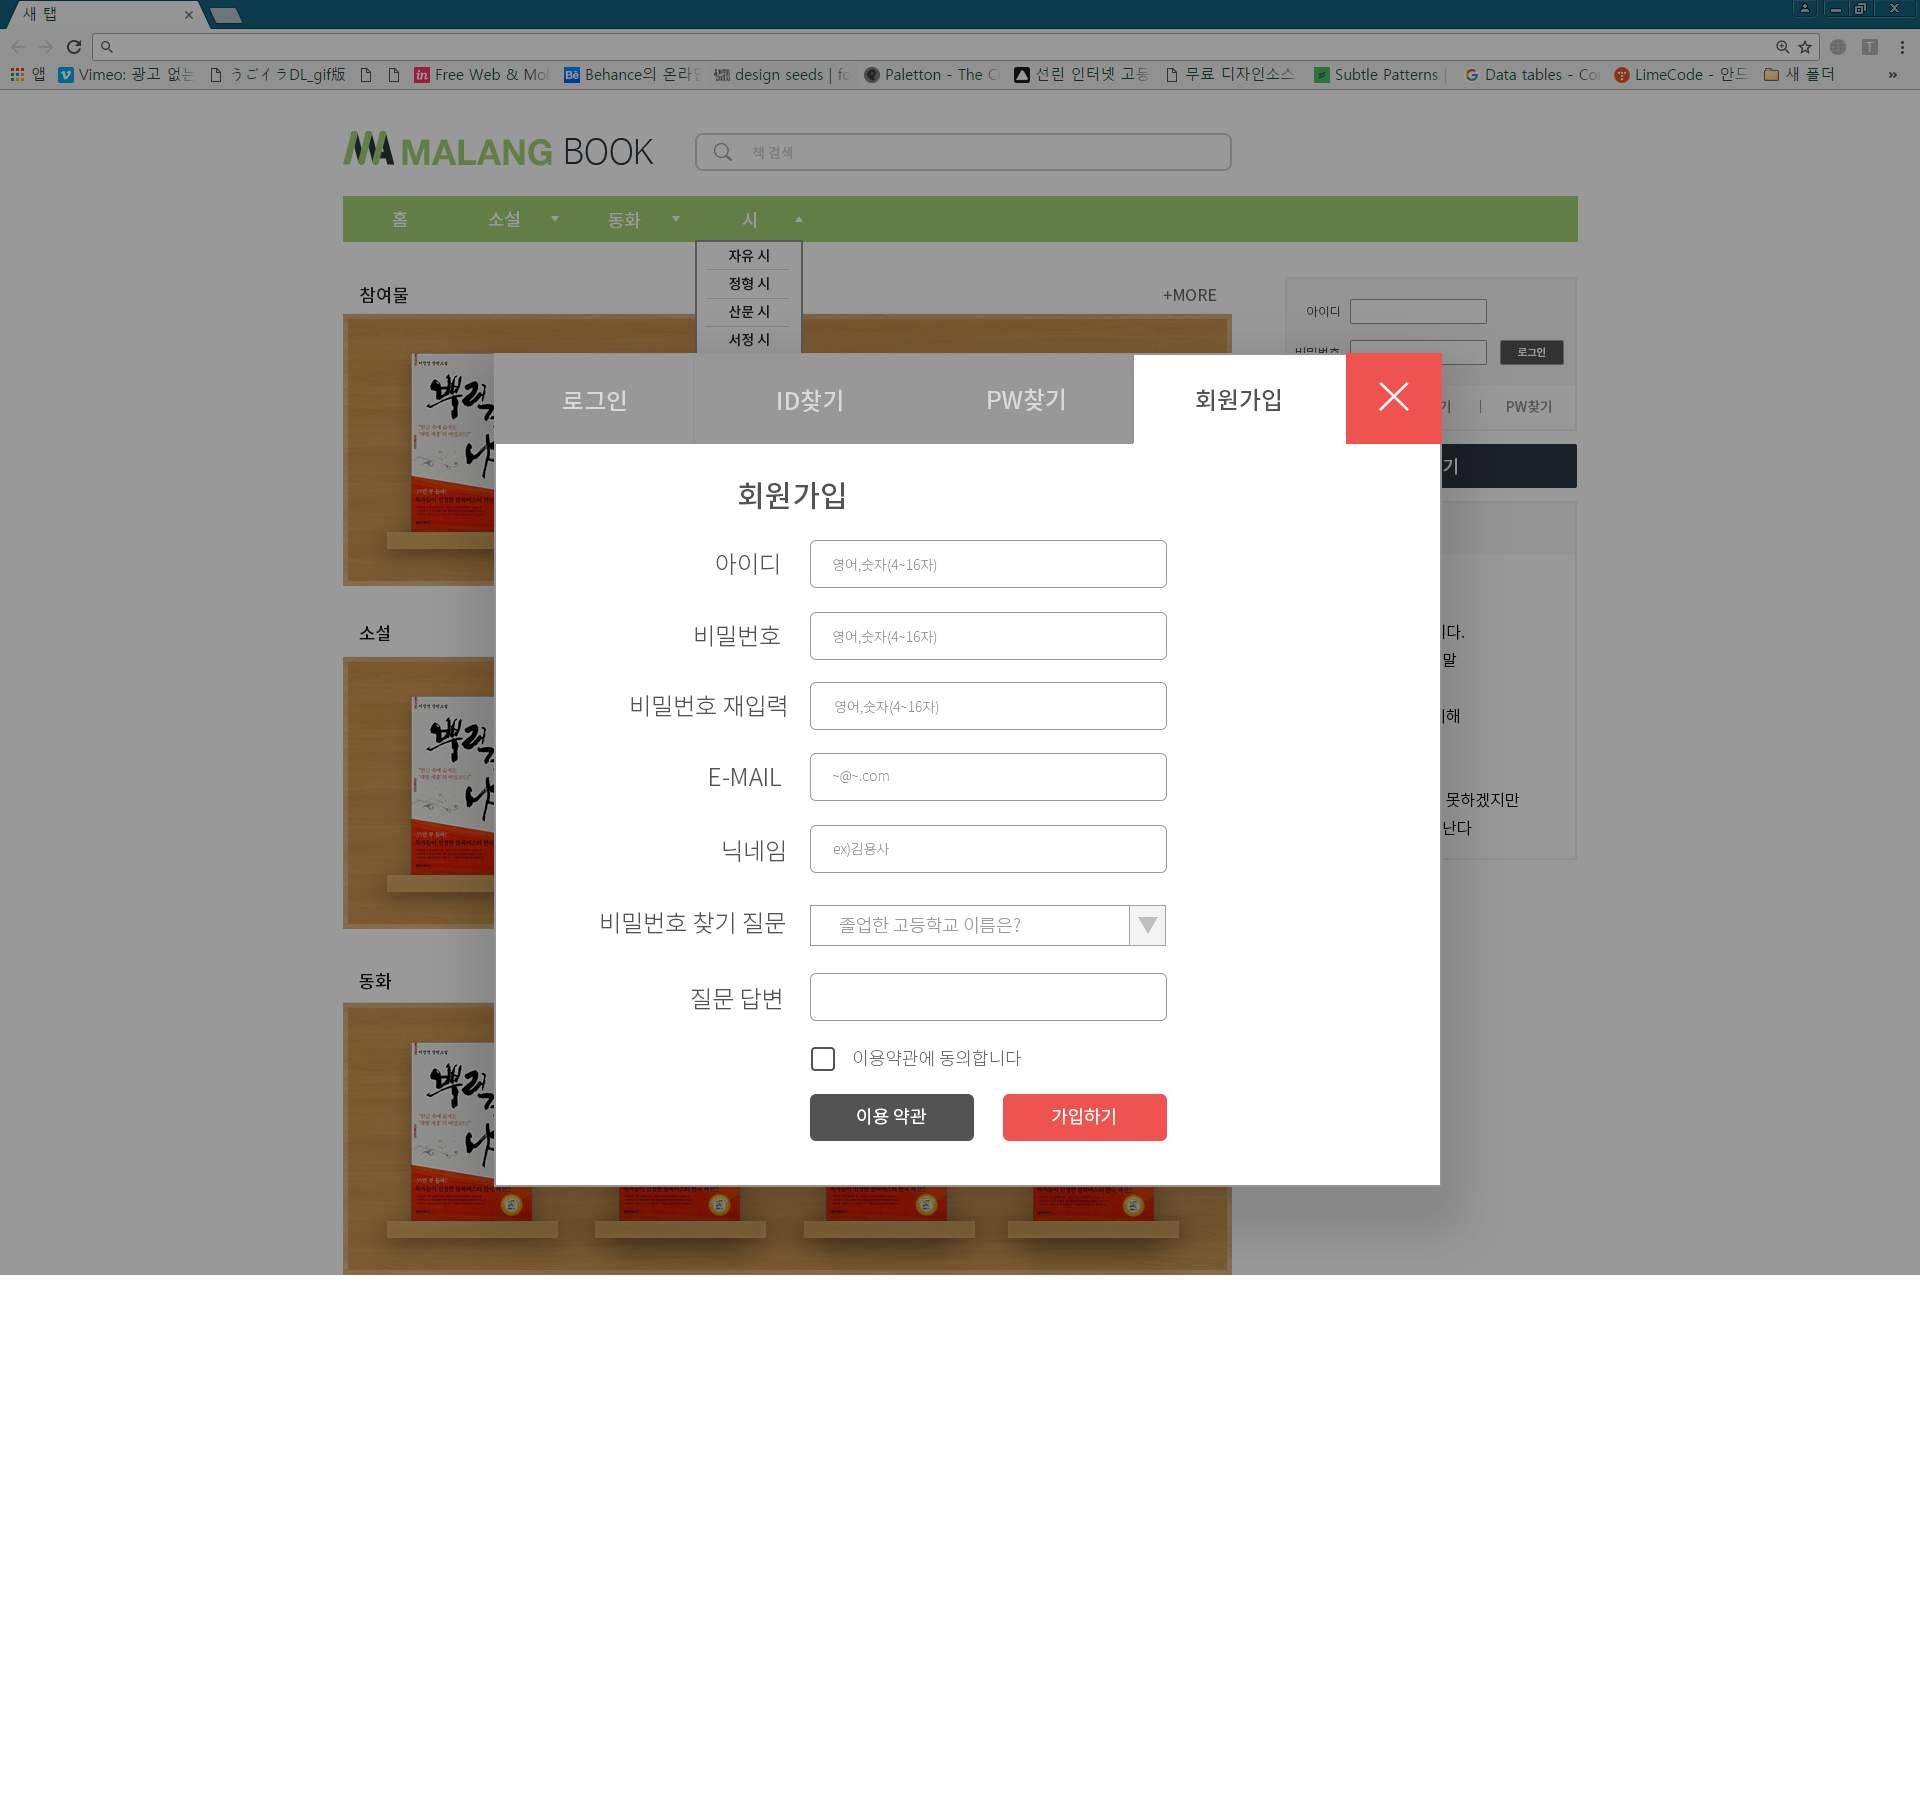 새 탭
앱
Vimeo: 광고 없는
うごイラDL_gif版
Free Web & Mo
Behance의 온라인
design seeds | fo
Paletton - The C
선린 인터넷 고등
무료 디자인소스
Subtle Patterns |
Data tables - Co
LimeCode - 안드
새 폴더
MALANG BOOK
책 검색
홈
소설
동화
시
자유 시
정형 시
산문 시
서정 시
참여물
+MORE
아이디
비밀번호
로그인
기 | PW찾기
기
로그인
ID찾기
PW찾기
회원가입
회원가입
아이디
영어,숫자(4~16자)
비밀번호
영어,숫자(4~16자)
비밀번호 재입력
영어,숫자(4~16자)
E-MAIL
~@~.com
닉네임
ex)김용사
비밀번호 찾기 질문
졸업한 고등학교 이름은?
질문 답변
이용약관에 동의합니다
이용 약관
가입하기
소설
동화
다.
말
해
못하겠지만
난다
뿌리